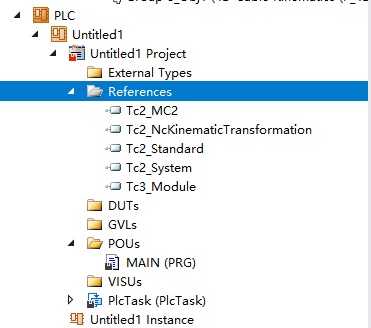 PLC
Untitled1
Untitled1 Project
External Types
References
Tc2_MC2
Tc2_NcKinematicTransformation
Tc2_Standard
Tc2_System
Tc3_Module
DUTs
GVLs
POUs
MAIN (PRG)
VISUs
PlcTask (PlcTask)
Untitled1 Instance